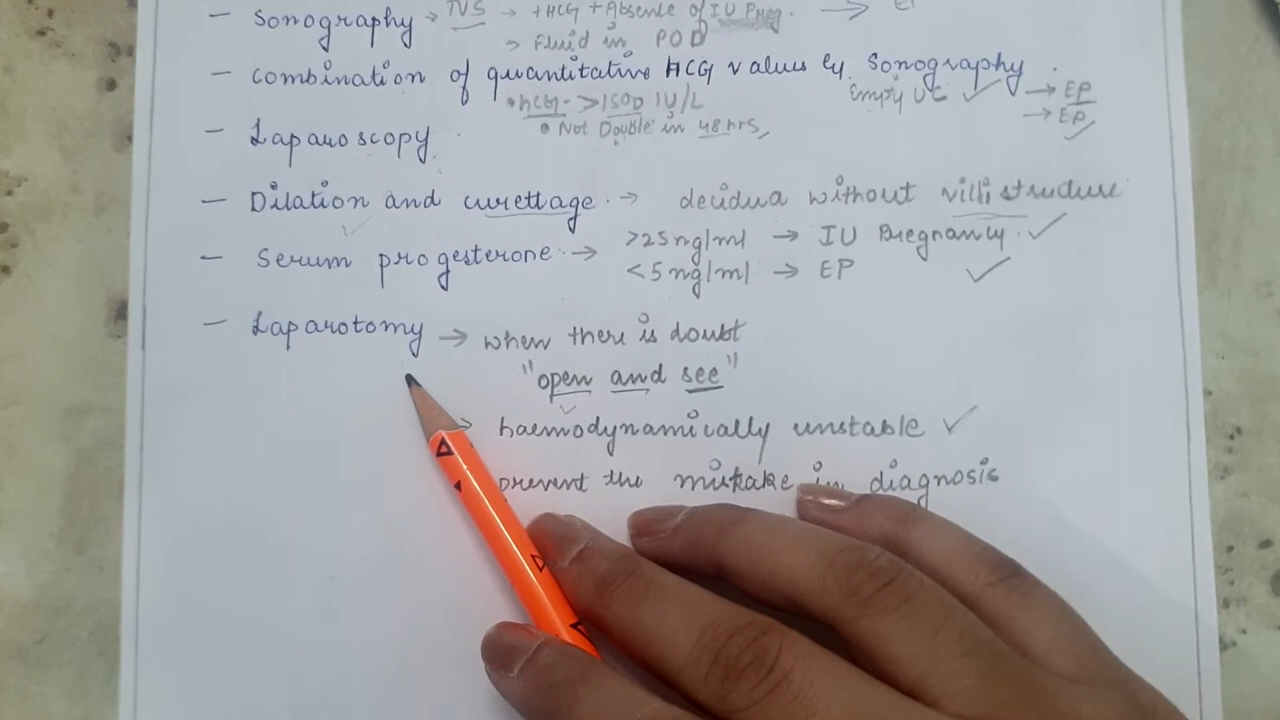 – Sonography → TVS → +HCG + Absence of IU Preg. →
→ Fluid in POD
– combination of quantitative HCG values & Sonography.
• hCG- >1500 IU/L Empty UC ✓ → EP
• Not Double in 48 hrs, → EP ✓
– Laparoscopy.
– Dilation and curettage. → decidua without villi structure
– Serum progesterone. → >25 ng/ml → IU Pregnancy. ✓
<5 ng/ml → EP ✓
– Laparotomy → when there is doubt
"open and see"
→ haemodynamically unstable ✓
prevent the mistake in diagnosis